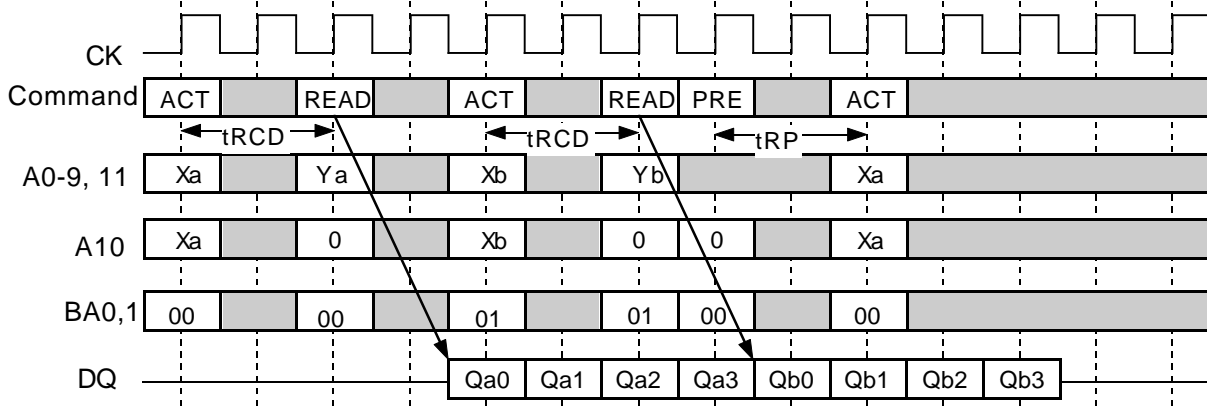 CK
Command ACT READ ACT READ PRE ACT
tRCD tRCD tRP
A0-9, 11 Xa Ya Xb Yb Xa
A10 Xa 0 Xb 0 0 Xa
BA0,1 00 00 01 01 00 00
DQ Qa0 Qa1 Qa2 Qa3 Qb0 Qb1 Qb2 Qb3